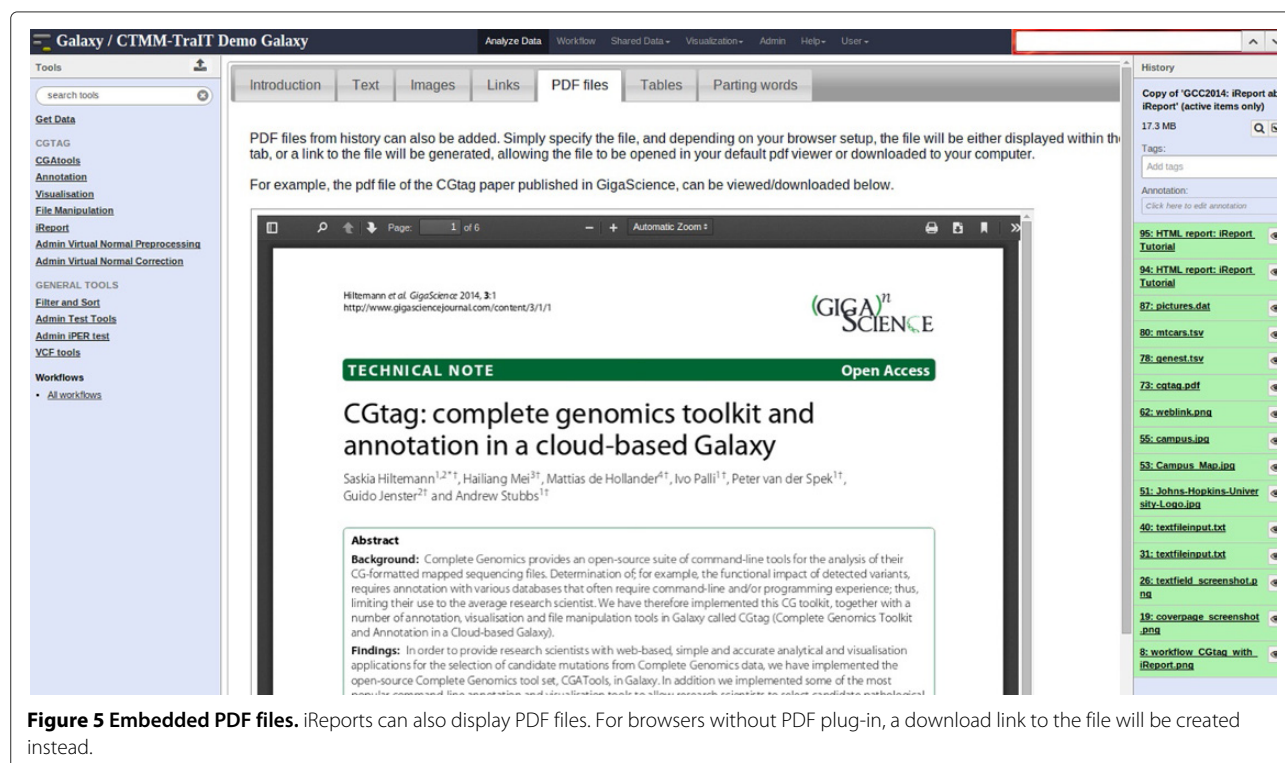 Galaxy / CTMM-TraIT Demo Galaxy
Analyze Data Workflow Shared Data Visualization Admin Help User
Tools
search tools
Get Data
CGTAG
CGAtools
Annotation
Visualisation
File Manipulation
iReport
Admin Virtual Normal Preprocessing
Admin Virtual Normal Correction
GENERAL TOOLS
Filter and Sort
Admin Test Tools
Admin iPER test
VCF tools
Workflows
• All workflows
Introduction Text Images Links PDF files Tables Parting words
PDF files from history can also be added. Simply specify the file, and depending on your browser setup, the file will be either displayed within the
tab, or a link to the file will be generated, allowing the file to be opened in your default pdf viewer or downloaded to your computer.
For example, the pdf file of the CGtag paper published in GigaScience, can be viewed/downloaded below.
Page: 1 of 6 Automatic Zoom
Hiltemann et al. GigaScience 2014, 3:1
http://www.gigasciencejournal.com/content/3/1/1
(GIGA)n
SCIENCE
TECHNICAL NOTE Open Access
CGtag: complete genomics toolkit and
annotation in a cloud-based Galaxy
Saskia Hiltemann1,2*†, Hailiang Mei3†, Mattias de Hollander4†, Ivo Palli1†, Peter van der Spek1†,
Guido Jenster2† and Andrew Stubbs1†
Abstract
Background: Complete Genomics provides an open-source suite of command-line tools for the analysis of their
CG-formatted mapped sequencing files. Determination of; for example, the functional impact of detected variants,
requires annotation with various databases that often require command-line and/or programming experience; thus,
limiting their use to the average research scientist. We have therefore implemented this CG toolkit, together with a
number of annotation, visualisation and file manipulation tools in Galaxy called CGtag (Complete Genomics Toolkit
and Annotation in a Cloud-based Galaxy).
Findings: In order to provide research scientists with web-based, simple and accurate analytical and visualisation
applications for the selection of candidate mutations from Complete Genomics data, we have implemented the
open-source Complete Genomics tool set, CGATools, in Galaxy. In addition we implemented some of the most
popular command-line annotation and visualisation tools to allow research scientists to select candidate pathological
History
Copy of 'GCC2014: iReport ab
iReport' (active items only)
17.3 MB
Tags:
Add tags
Annotation:
Click here to edit annotation
95: HTML report: iReport
Tutorial
94: HTML report: iReport
Tutorial
87: pictures.dat
80: mtcars.tsv
78: genest.tsv
73: cgtag.pdf
62: weblink.png
55: campus.jpg
53: Campus_Map.jpg
51: Johns-Hopkins-Univer
sity-Logo.jpg
40: textfileinput.txt
31: textfileinput.txt
26: textfield_screenshot.p
ng
19: coverpage_screenshot
.png
8: workflow_CGtag_with_
iReport.png
Figure 5 Embedded PDF files. iReports can also display PDF files. For browsers without PDF plug-in, a download link to the file will be created
instead.